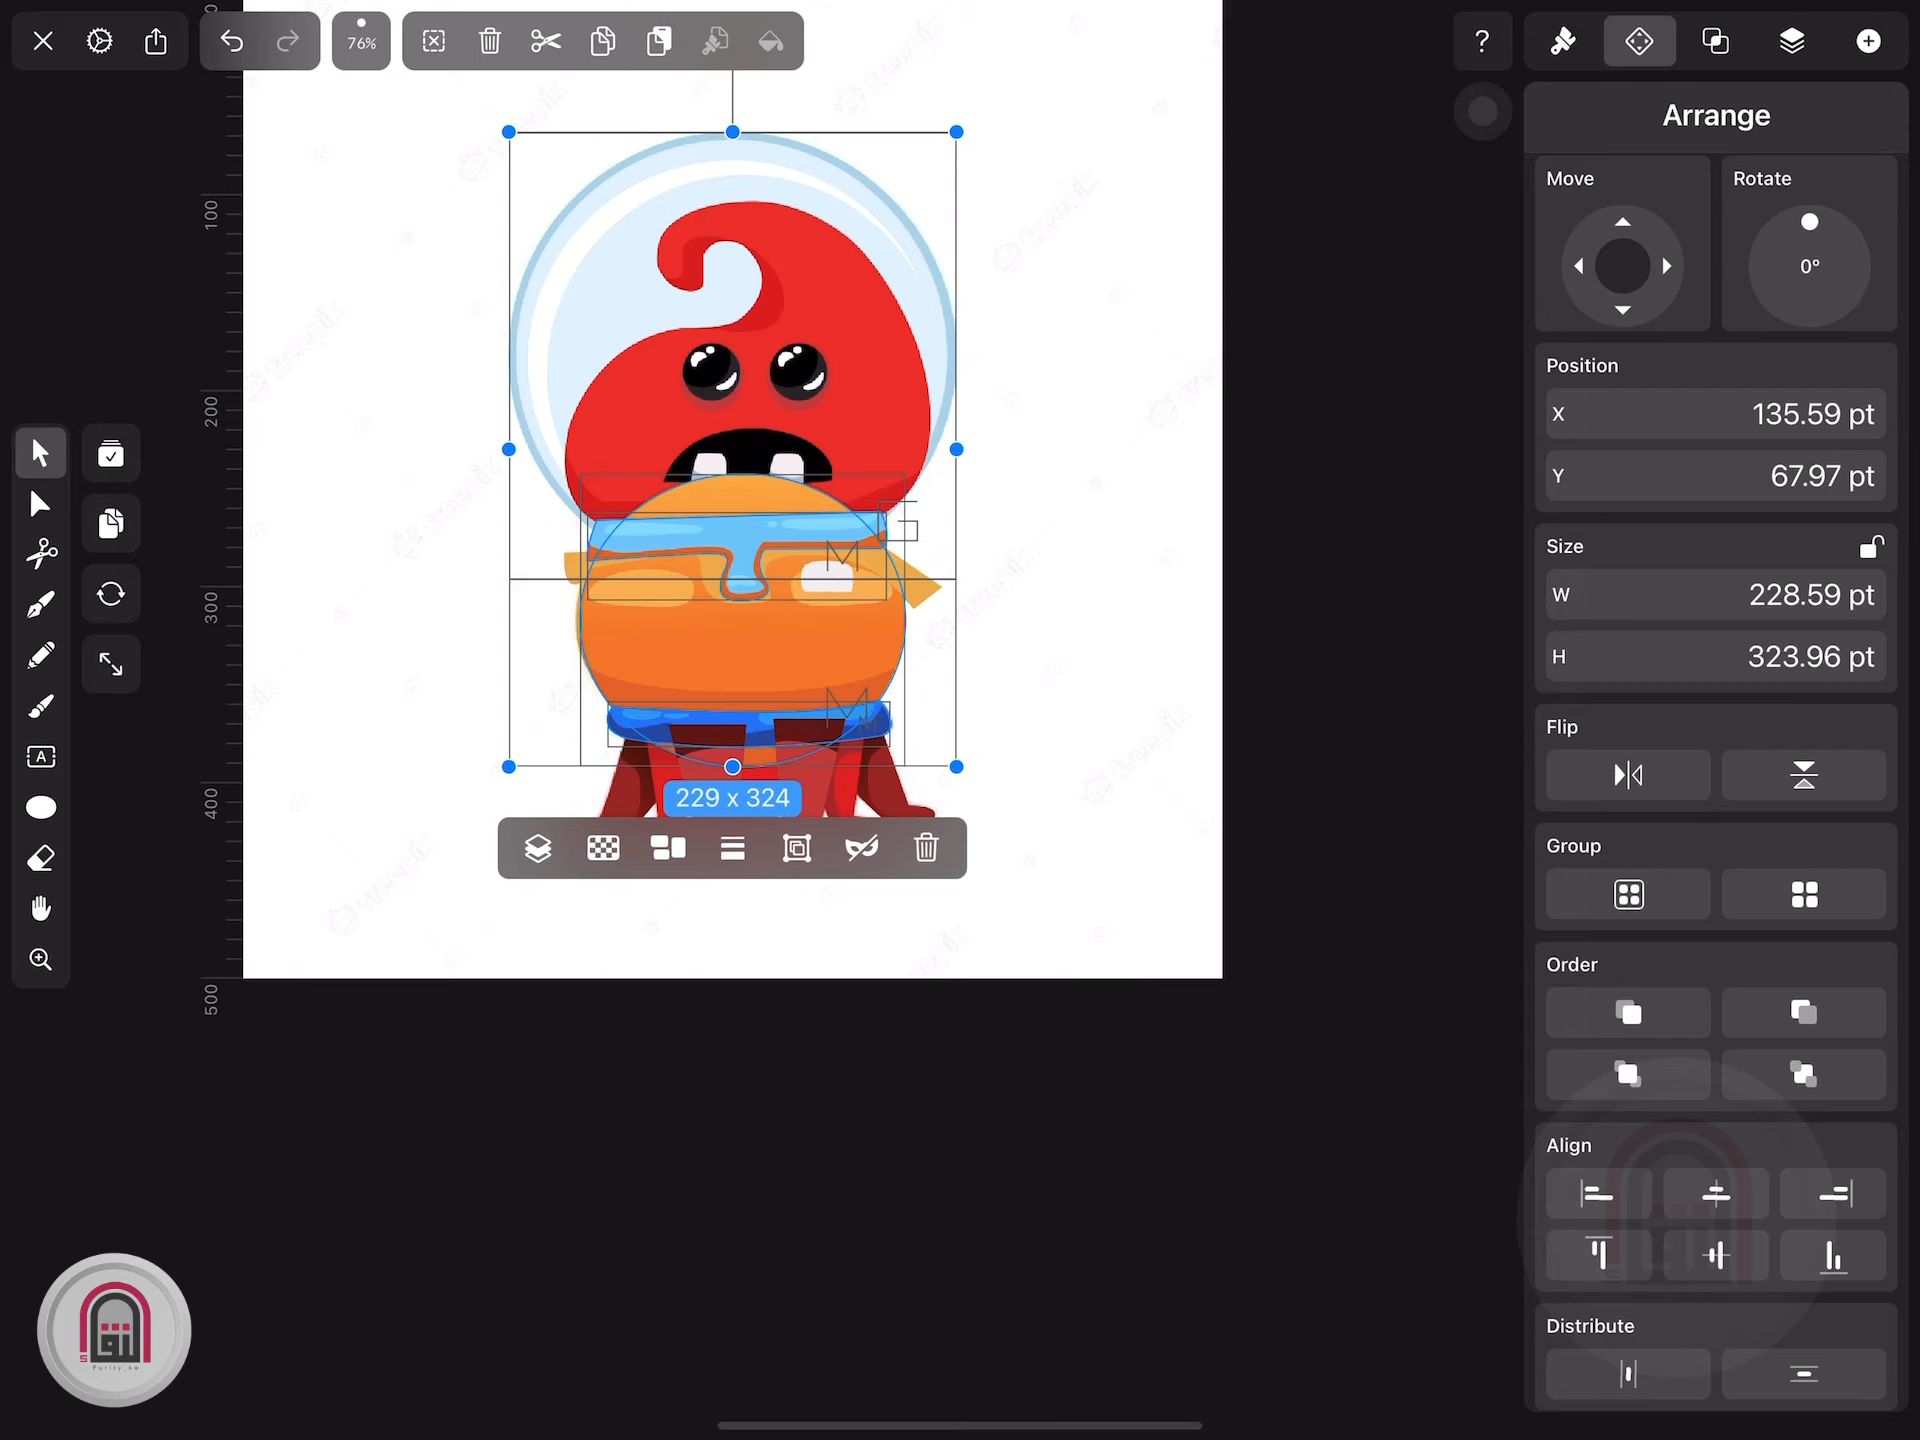 76%
?
Arrange
Move
Rotate
0°
Position
X 135.59 pt
Y 67.97 pt
Size
W 228.59 pt
H 323.96 pt
Flip
Group
Order
Align
Distribute
100
200
300
400
500
229 x 324
A
M
M
Purity_kw